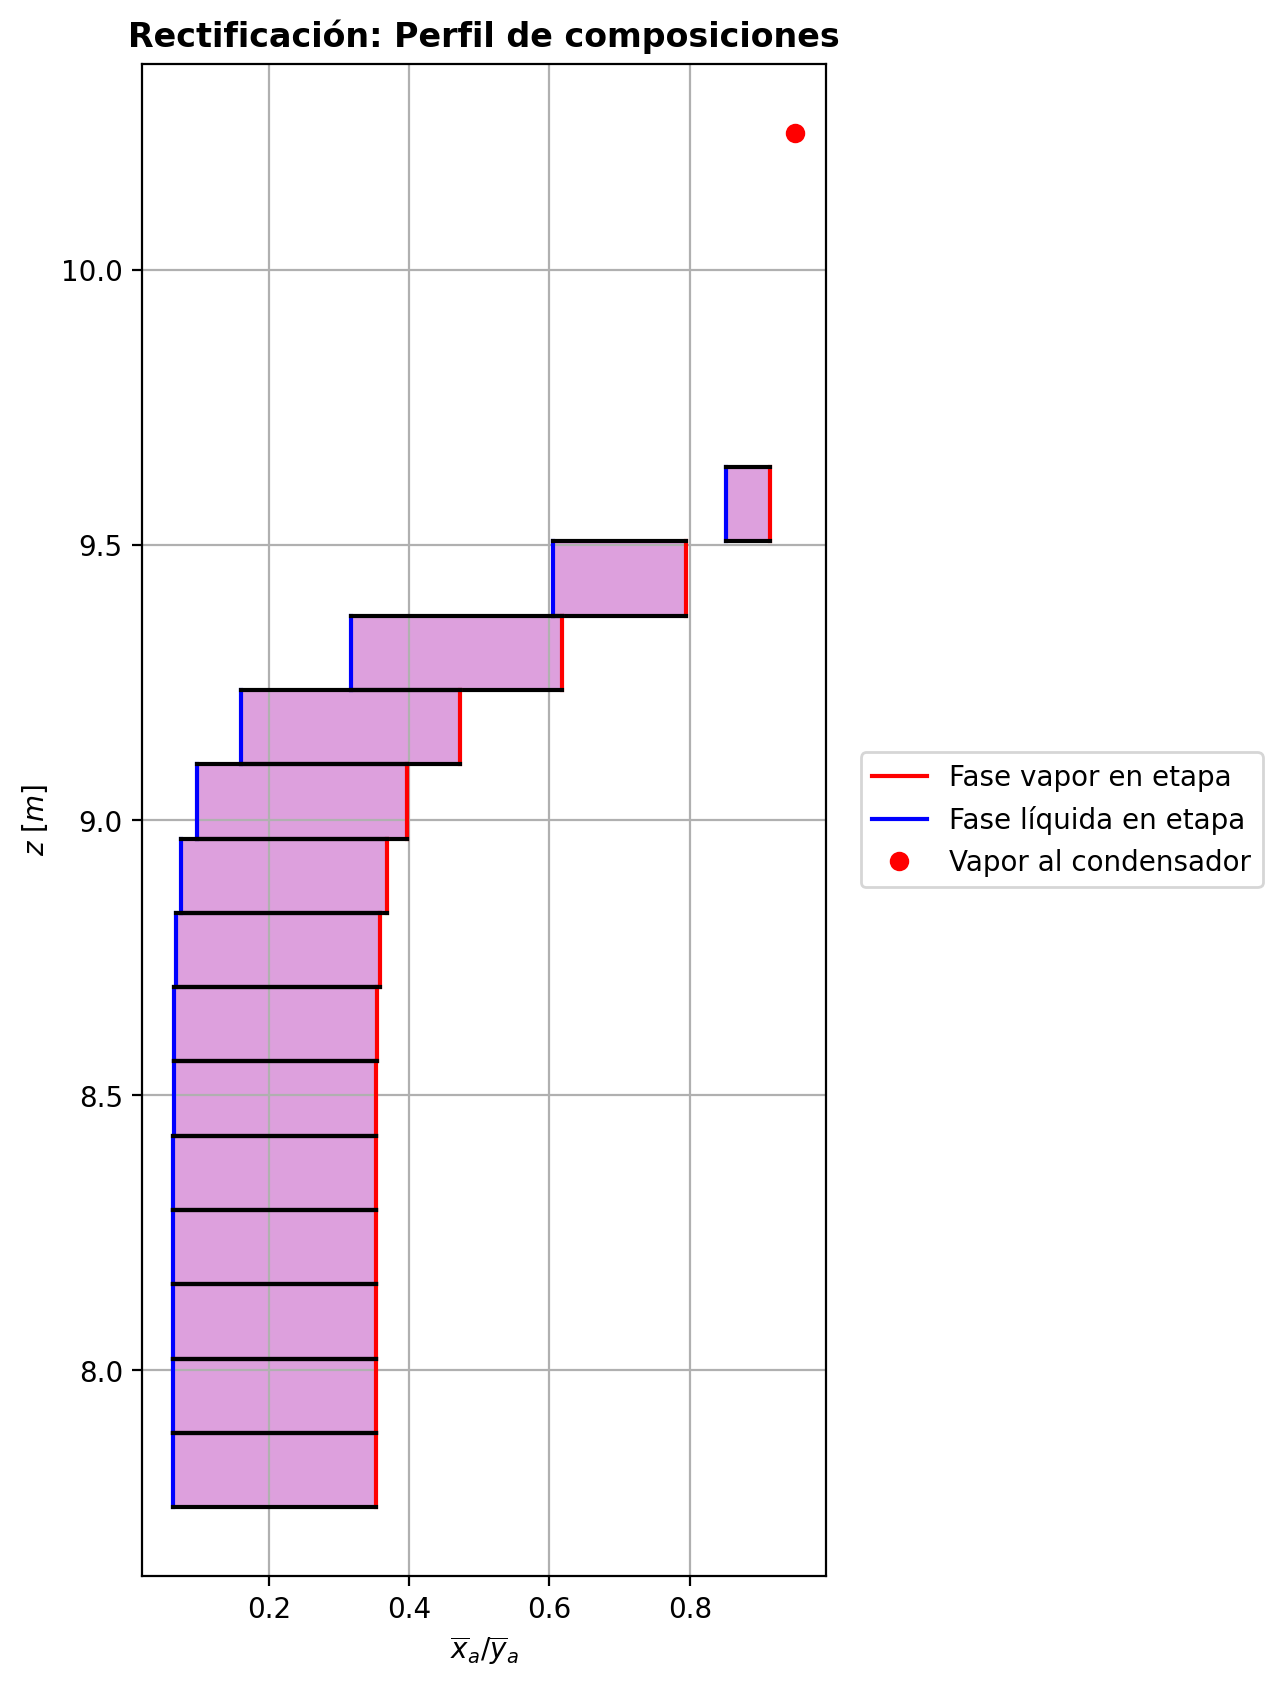 Rectificación: Perfil de composiciones
10.0
9.5
9.0
8.5
8.0
z [m]
0.2 0.4 0.6 0.8
x̅ₐ/y̅ₐ
Fase vapor en etapa
Fase líquida en etapa
Vapor al condensador